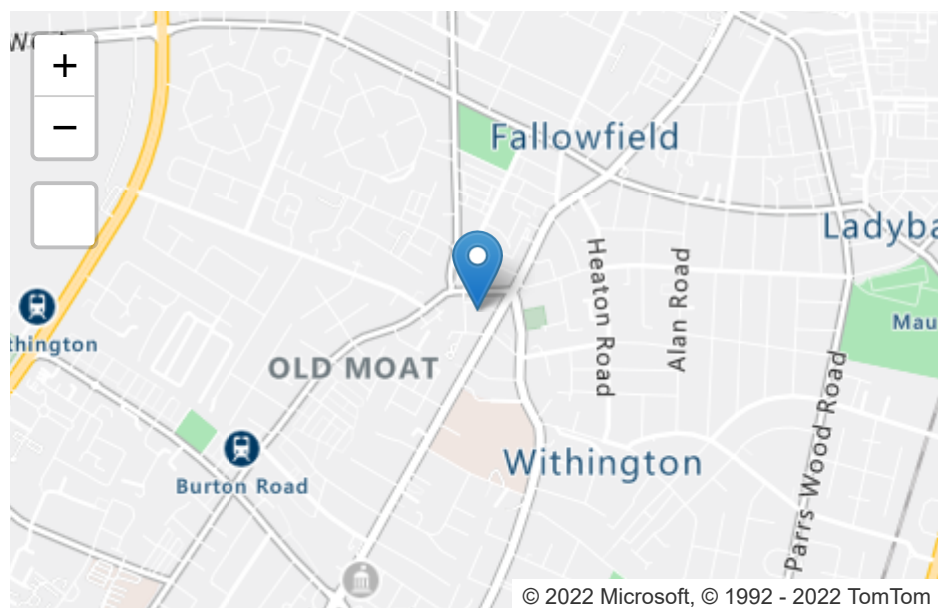 +
−
Fallowfield
Ladyba
Heaton Road
Alan Road
Mau
thington
OLD MOAT
Parrs Wood Road
Withington
Burton Road
© 2022 Microsoft, © 1992 - 2022 TomTom